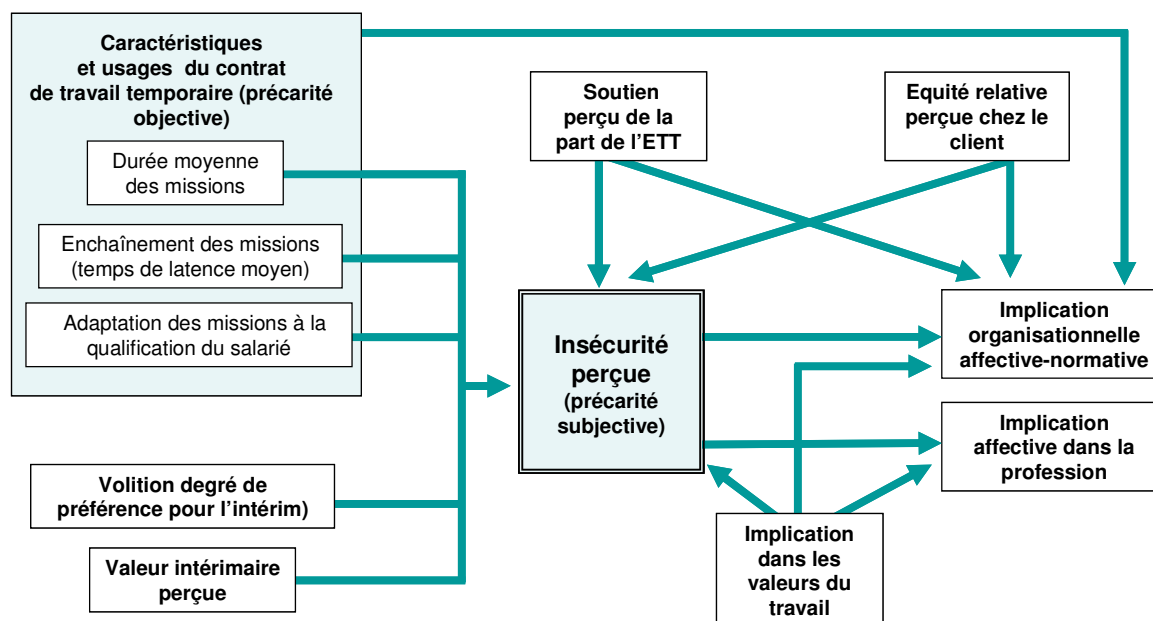 Caractéristiques
et usages du contrat
de travail temporaire (précarité
objective)
Durée moyenne
des missions
Enchaînement des missions
(temps de latence moyen)
Adaptation des missions à la
qualification du salarié
Volition degré de
préférence pour l'intérim)
Valeur intérimaire
perçue
Soutien
perçu de la
part de l'ETT
Equité relative
perçue chez le
client
Insécurité
perçue
(précarité
subjective)
Implication
organisationnelle
affective-normative
Implication
affective dans la
profession
Implication
dans les
valeurs du
travail